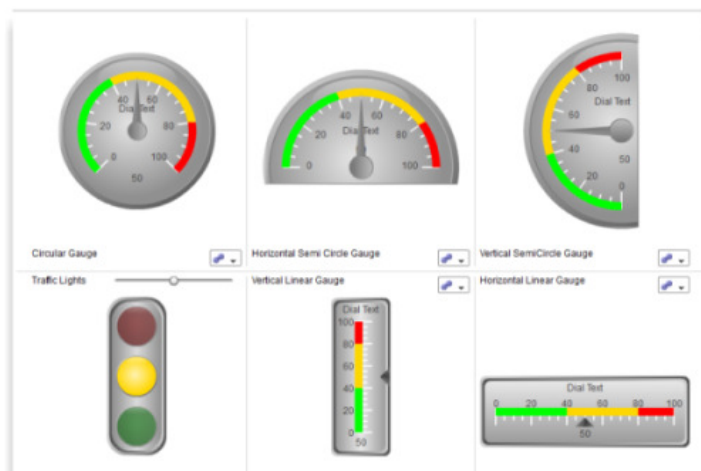 40 60
Dial Text
20 80
0 100
50
Circular Gauge
40 60
Dial Text
20 80
0 100
Horizontal Semi Circle Gauge
100
80
Dial Text
60
40
50
20
0
Vertical SemiCircle Gauge
Traffic Lights
Vertical Linear Gauge
Dial Text
100
80
60
40
20
0
50
Horizontal Linear Gauge
Dial Text
0 20 40 60 80 100
50